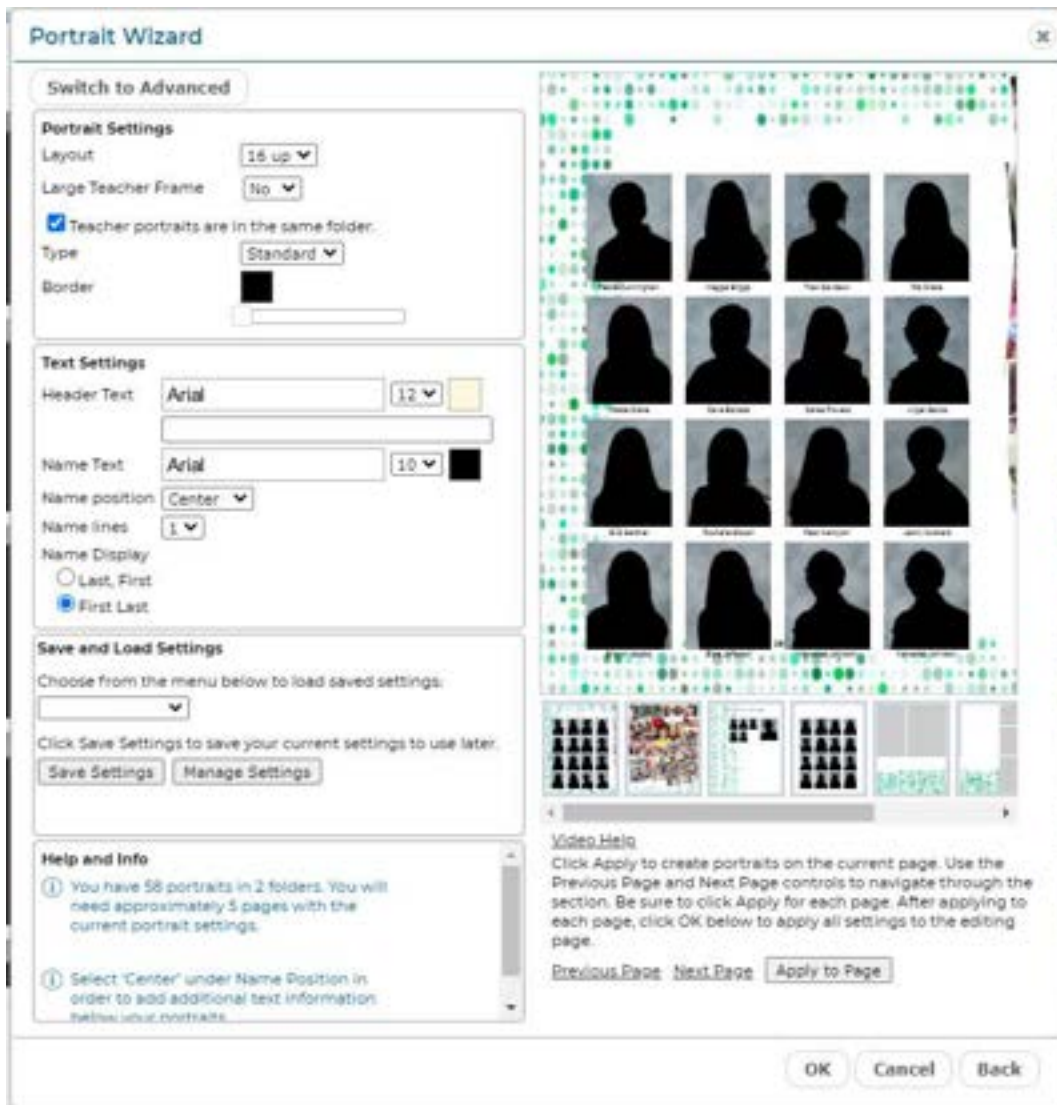 Portrait Wizard
Switch to Advanced
Portrait Settings
Layout
16 up
Large Teacher Frame
No
Teacher portraits are in the same folder.
Type
Standard
Border
Text Settings
Header Text
Arial
12
Name Text
Arial
10
Name position
Center
Name lines
1
Name Display
Last, First
First Last
Save and Load Settings
Choose from the menu below to load saved settings:
Click Save Settings to save your current settings to use later.
Save Settings
Manage Settings
Help and Info
You have 58 portraits in 2 folders. You will
need approximately 5 pages with the
current portrait settings.
Select 'Center' under Name Position in
order to add additional text information
below your portraits
Video Help
Click Apply to create portraits on the current page. Use the
Previous Page and Next Page controls to navigate through the
section. Be sure to click Apply for each page. After applying to
each page, click OK below to apply all settings to the editing
page.
Previous Page
Next Page
Apply to Page
OK
Cancel
Back